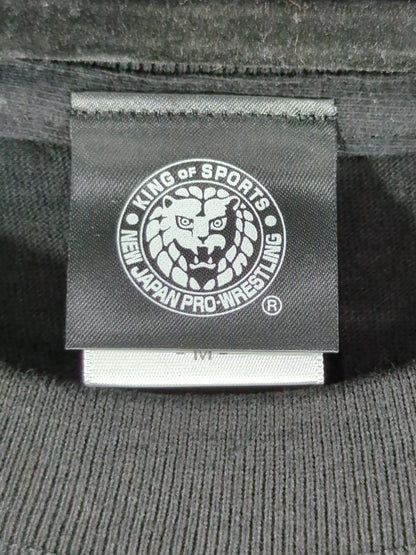 · KING OF SPORTS ·
NEW JAPAN PRO-WRESTLING
®
- M -